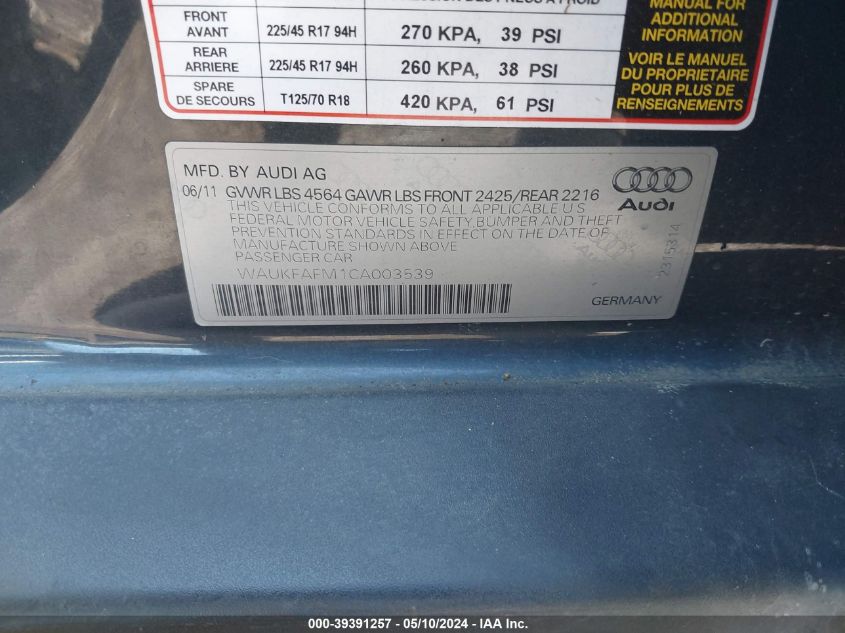 MANUAL FOR
ADDITIONAL
INFORMATION
FRONT
AVANT
225/45 R17 94H
270 KPA, 39 PSI
REAR
ARRIERE
225/45 R17 94H
260 KPA, 38 PSI
SPARE
DE SECOURS
T125/70 R18
420 KPA, 61 PSI
VOIR LE MANUEL
DU PROPRIETAIRE
POUR PLUS DE
RENSEIGNEMENTS
MFD. BY AUDI AG
06/11 GVWR LBS 4564 GAWR LBS FRONT 2425/REAR 2216
THIS VEHICLE CONFORMS TO ALL APPLICABLE U S
FEDERAL MOTOR VEHICLE SAFETY, BUMPER AND THEFT
PREVENTION STANDARDS IN EFFECT ON THE DATE OF
MANUFACTURE SHOWN ABOVE
PASSENGER CAR
WAUKFAFM1CA003539
Audi
2315314
GERMANY
000-39391257 - 05/10/2024 - © IAA Inc.